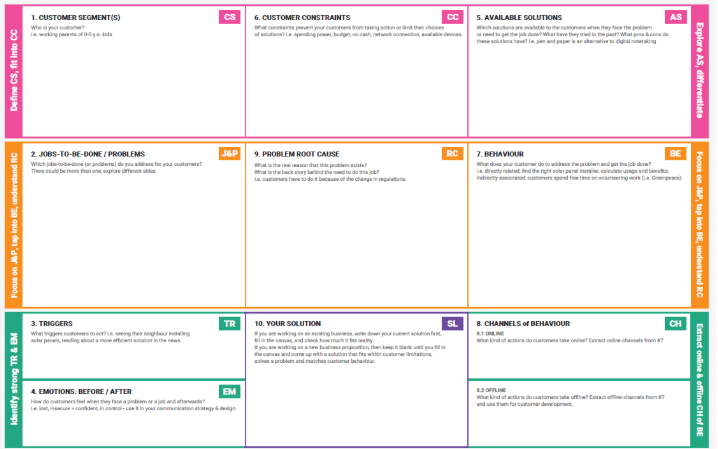 Define CS, fit into CC
1. CUSTOMER SEGMENT(S)
CS
Who is your customer?
i.e. working parents of 0-5 y.o. kids
6. CUSTOMER CONSTRAINTS
CC
What constraints prevent your customers from taking action or limit their choices
of solutions? i.e. spending power, budget, no cash, network connection, available devices.
5. AVAILABLE SOLUTIONS
AS
Which solutions are available to the customers when they face the problem
or need to get the job done? What have they tried in the past? What pros & cons do
these solutions have? i.e. pen and paper is an alternative to digital notetaking
Explore AS, differentiate
Focus on J&P, tap into BE, understand RC
2. JOBS-TO-BE-DONE / PROBLEMS
J&P
Which jobs-to-be-done (or problems) do you address for your customers?
There could be more than one; explore different sides.
9. PROBLEM ROOT CAUSE
RC
What is the real reason that this problem exists?
What is the back story behind the need to do this job?
i.e. customers have to do it because of the change in regulations.
7. BEHAVIOUR
BE
What does your customer do to address the problem and get the job done?
i.e. directly related: find the right solar panel installer, calculate usage and benefits;
indirectly associated: customers spend free time on volunteering work (i.e. Greenpeace)
Focus on J&P, tap into BE, understand RC
Identify strong TR & EM
3. TRIGGERS
TR
What triggers customers to act? i.e. seeing their neighbour installing
solar panels, reading about a more efficient solution in the news.
4. EMOTIONS: BEFORE / AFTER
EM
How do customers feel when they face a problem or a job and afterwards?
i.e. lost, insecure > confident, in control - use it in your communication strategy & design.
10. YOUR SOLUTION
SL
If you are working on an existing business, write down your current solution first,
fill in the canvas, and check how much it fits reality.
If you are working on a new business proposition, then keep it blank until you fill in
the canvas and come up with a solution that fits within customer limitations,
solves a problem and matches customer behaviour.
8. CHANNELS of BEHAVIOUR
CH
8.1 ONLINE
What kind of actions do customers take online? Extract online channels from #7
8.2 OFFLINE
What kind of actions do customers take offline? Extract offline channels from #7
and use them for customer development.
Extract online & offline CH of BE